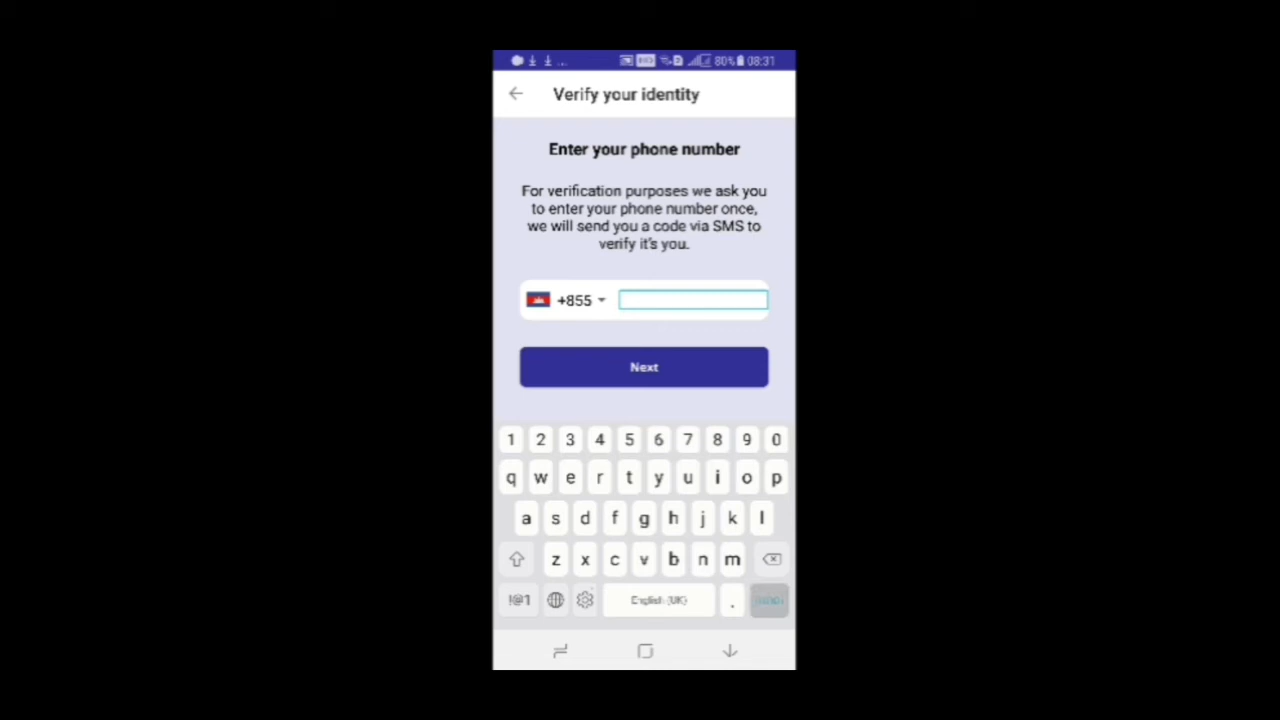 80% 08:31
Verify your identity
Enter your phone number
For verification purposes we ask you
to enter your phone number once,
we will send you a code via SMS to
verify it's you.
+855
Next
1 2 3 4 5 6 7 8 9 0
q w e r t y u i o p
a s d f g h j k l
z x c v b n m
!@1 English (UK) .